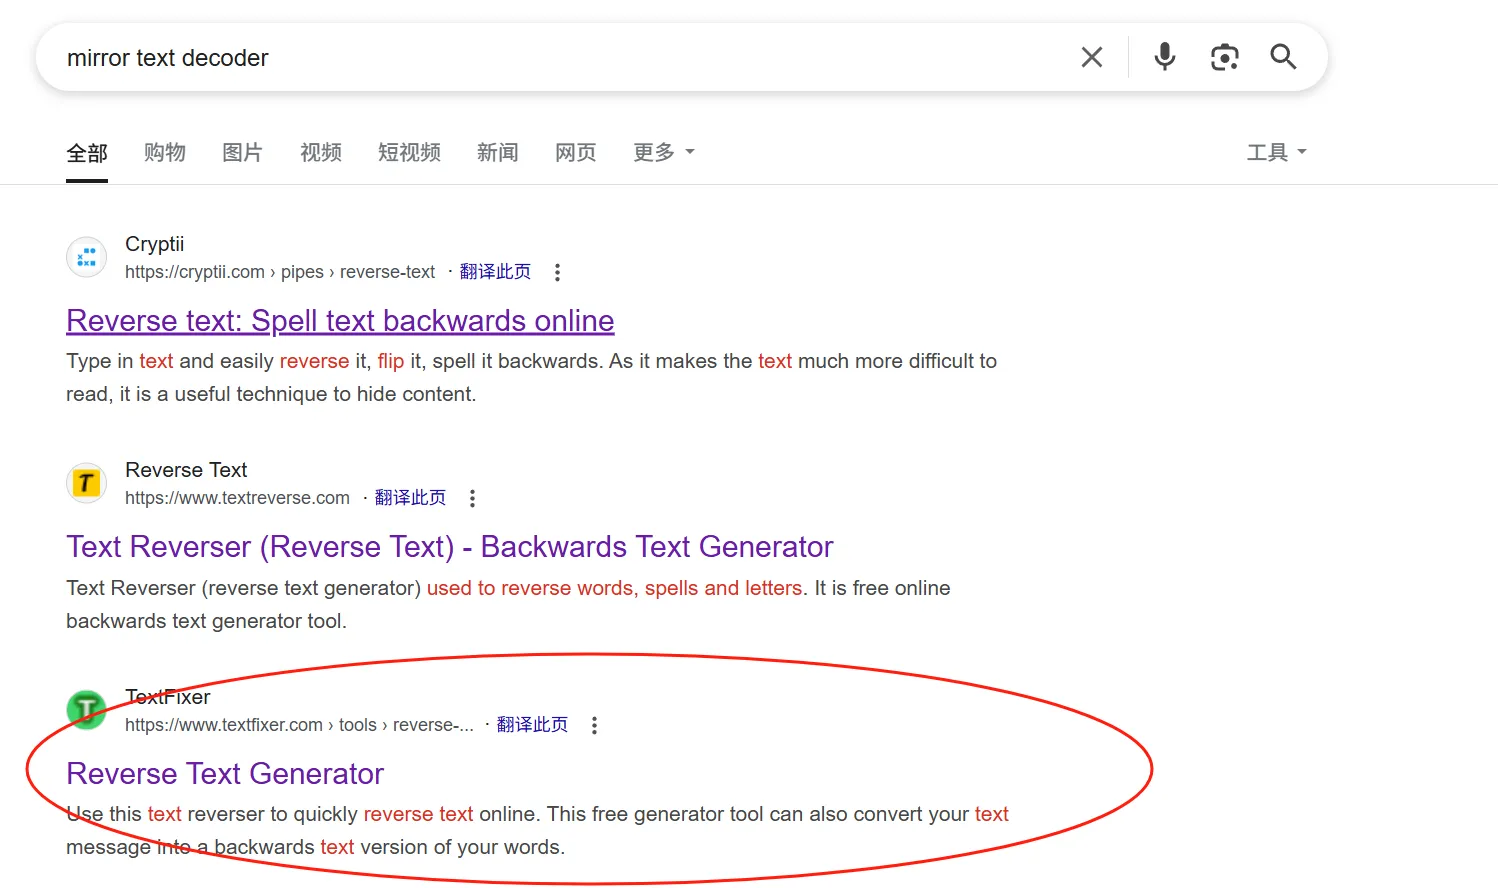 mirror text decoder
全部 购物 图片 视频 短视频 新闻 网页 更多 工具
Cryptii
https://cryptii.com › pipes › reverse-text · 翻译此页
Reverse text: Spell text backwards online
Type in text and easily reverse it, flip it, spell it backwards. As it makes the text much more difficult to
read, it is a useful technique to hide content.
T
Reverse Text
https://www.textreverse.com · 翻译此页
Text Reverser (Reverse Text) - Backwards Text Generator
Text Reverser (reverse text generator) used to reverse words, spells and letters. It is free online
backwards text generator tool.
T
TextFixer
https://www.textfixer.com › tools › reverse-... · 翻译此页
Reverse Text Generator
Use this text reverser to quickly reverse text online. This free generator tool can also convert your text
message into a backwards text version of your words.